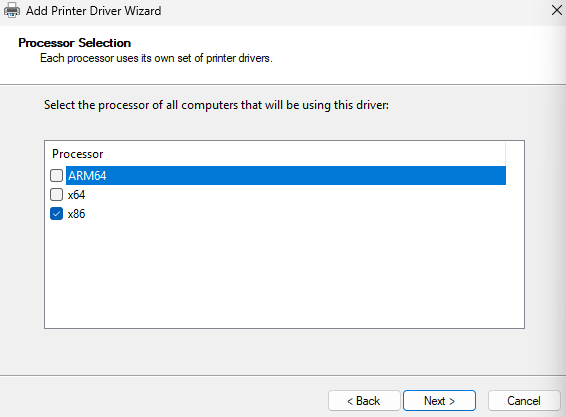 Add Printer Driver Wizard
Processor Selection
Each processor uses its own set of printer drivers.
Select the processor of all computers that will be using this driver:
Processor
ARM64
x64
x86
< Back
Next >
Cancel